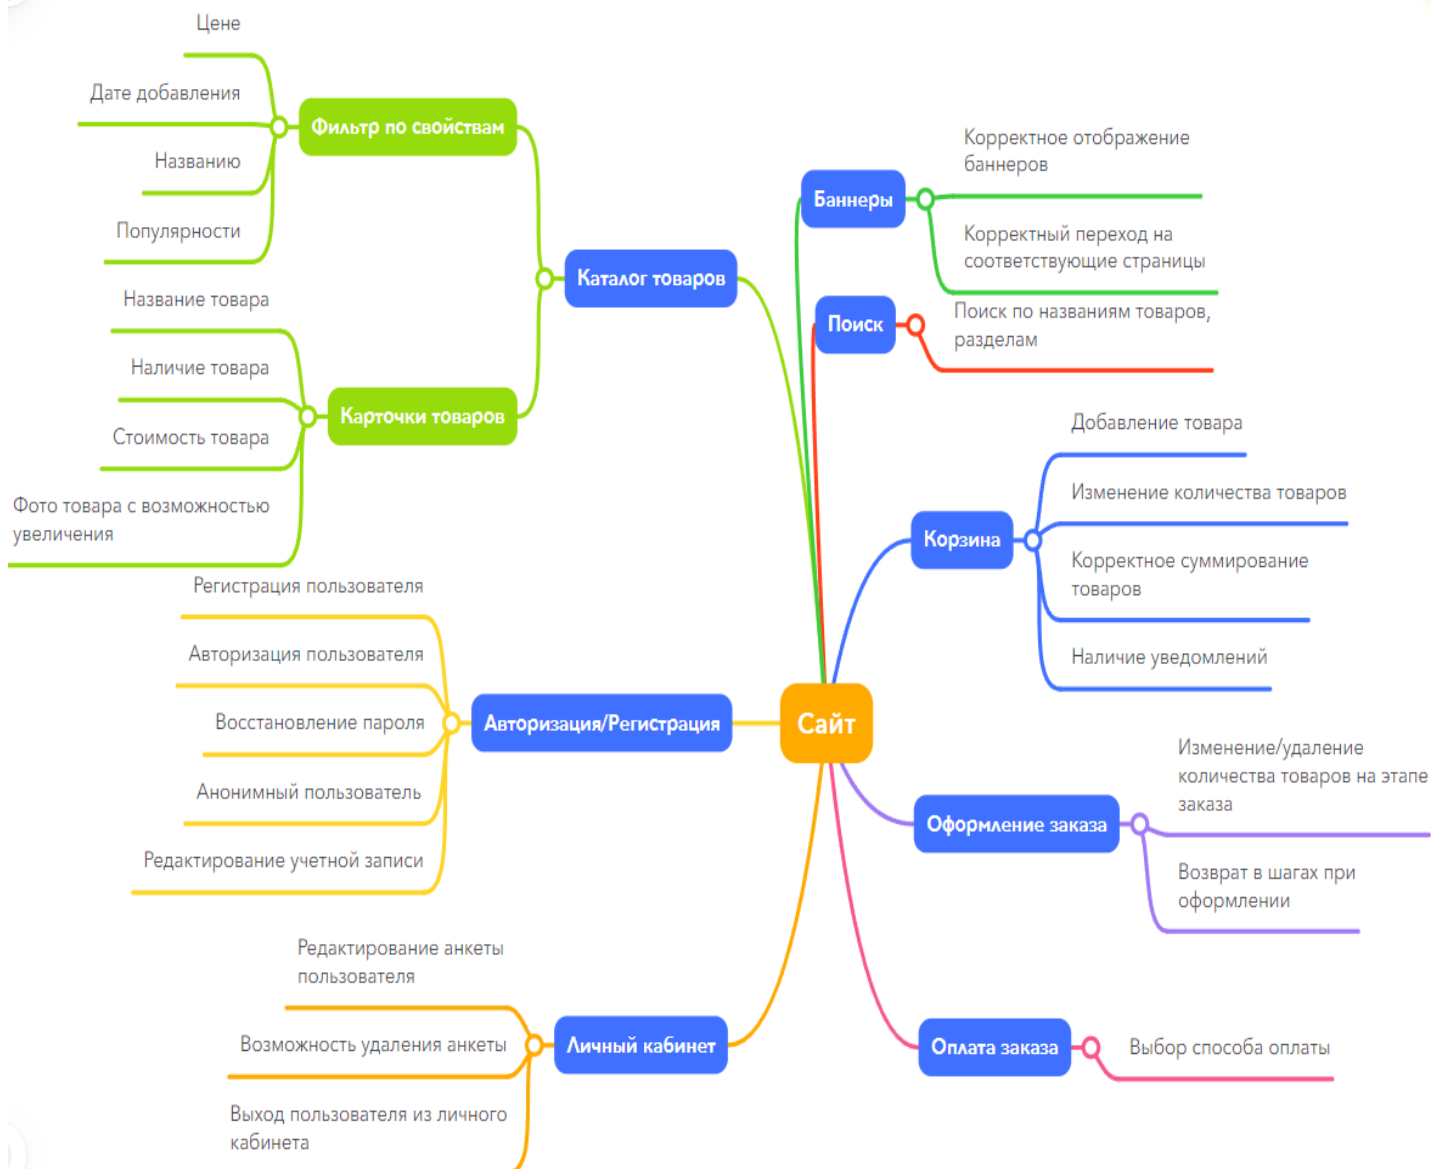 Цене
Дате добавления
Фильтр по свойствам
Названию
Популярности
Каталог товаров
Название товара
Наличие товара
Карточки товаров
Стоимость товара
Фото товара с возможностью
увеличения
Регистрация пользователя
Авторизация пользователя
Восстановление пароля
Авторизация/Регистрация
Анонимный пользователь
Редактирование учетной записи
Редактирование анкеты
пользователя
Возможность удаления анкеты
Личный кабинет
Выход пользователя из личного
кабинета
Сайт
Баннеры
Корректное отображение
баннеров
Корректный переход на
соответствующие страницы
Поиск
Поиск по названиям товаров,
разделам
Корзина
Добавление товара
Изменение количества товаров
Корректное суммирование
товаров
Наличие уведомлений
Оформление заказа
Изменение/удаление
количества товаров на этапе
заказа
Возврат в шагах при
оформлении
Оплата заказа
Выбор способа оплаты